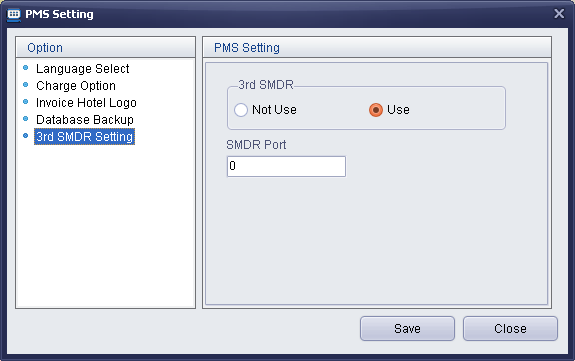 PMS Setting
Option
Language Select
Charge Option
Invoice Hotel Logo
Database Backup
3rd SMDR Setting
PMS Setting
3rd SMDR
Not Use
Use
SMDR Port
0
Save
Close